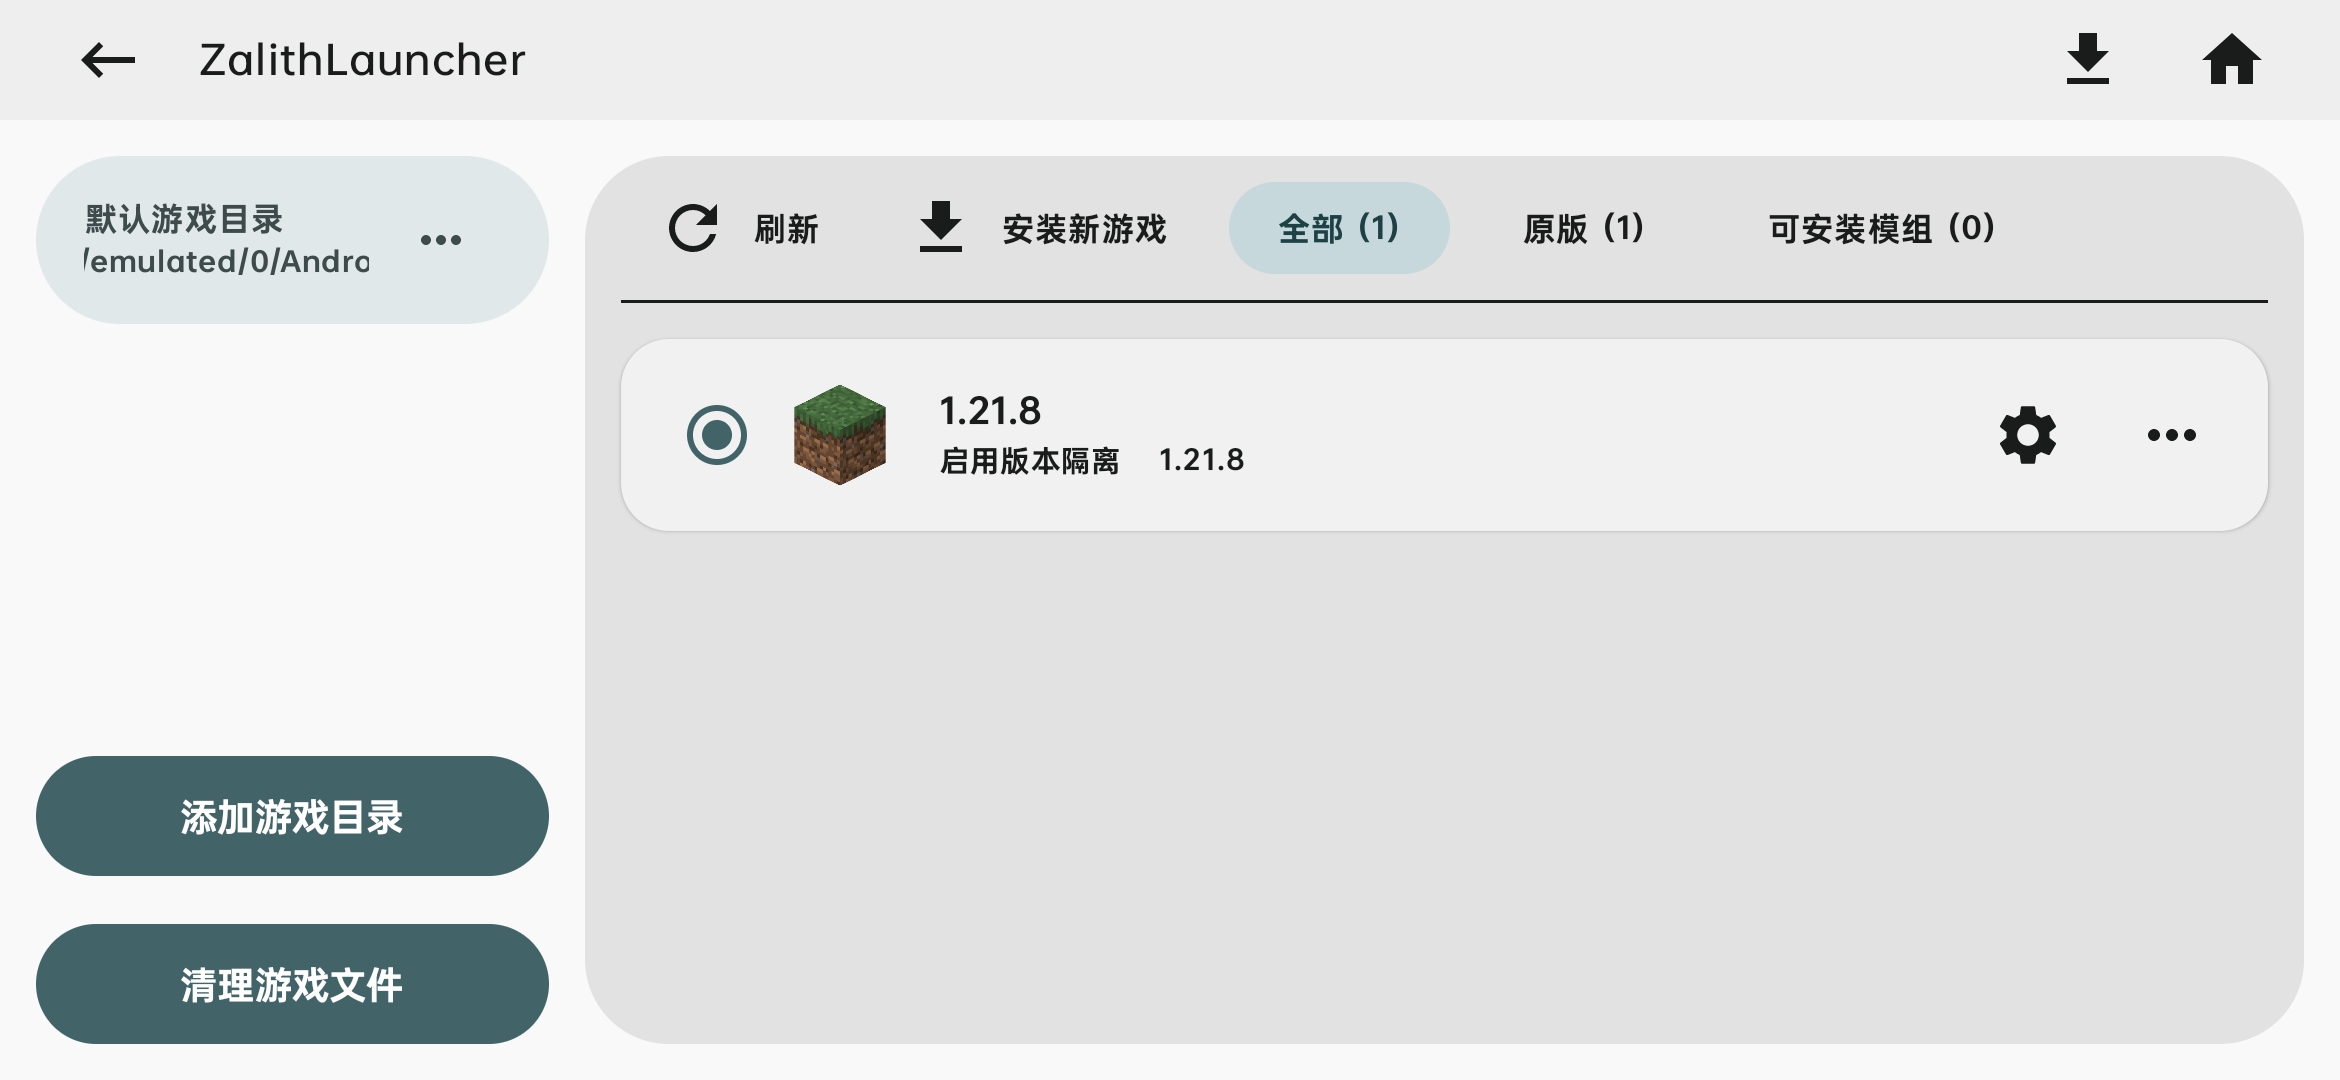 ZalithLauncher
默认游戏目录
/emulated/0/Andro
添加游戏目录
清理游戏文件
刷新 安装新游戏 全部 (1) 原版 (1) 可安装模组 (0)
1.21.8
启用版本隔离 1.21.8